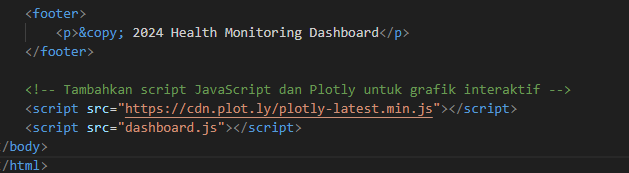 <footer>
<p>&copy; 2024 Health Monitoring Dashboard</p>
</footer>
<!-- Tambahkan script JavaScript dan Plotly untuk grafik interaktif -->
<script src="https://cdn.plot.ly/plotly-latest.min.js"></script>
<script src="dashboard.js"></script>
/body>
/html>